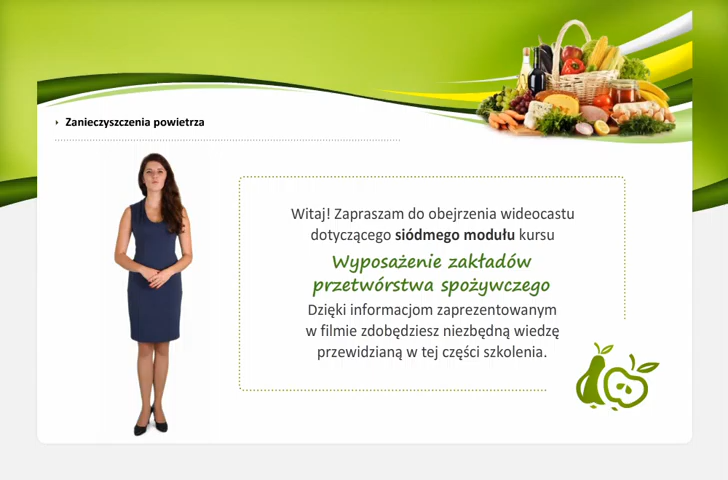 Zanieczyszczenia powietrza
Witaj! Zapraszam do obejrzenia wideocastu
dotyczącego siódmego modułu kursu
Wyposażenie zakładów
przetwórstwa spożywczego
Dzięki informacjom zaprezentowanym
w filmie zdobędziesz niezbędną wiedzę
przewidzianą w tej części szkolenia.